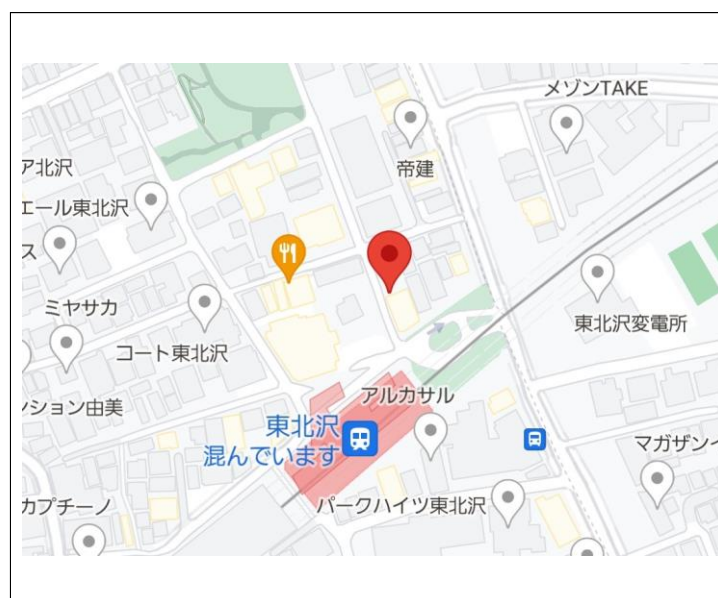 メゾンTAKE
帝建
ア北沢
エール東北沢
ス
ミヤサカ
東北沢変電所
コート東北沢
ンション由美
アルカサル
東北沢
混んでいます
マガザンイ
カプチーノ
パークハイツ東北沢